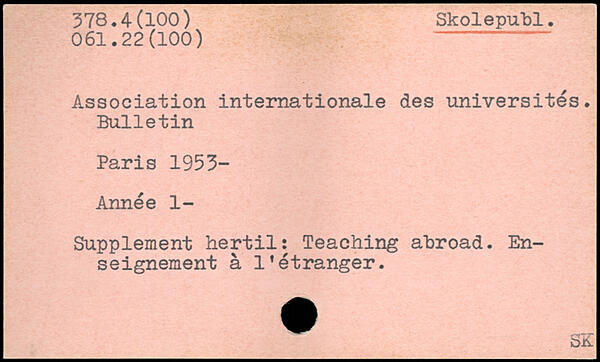 378.4(100) Skolepubl.
061.22(100)
Association internationale des universités.
Bulletin
Paris 1953-
Année 1-
Supplement hertil: Teaching abroad. En-
seignement à l'étranger.
SK